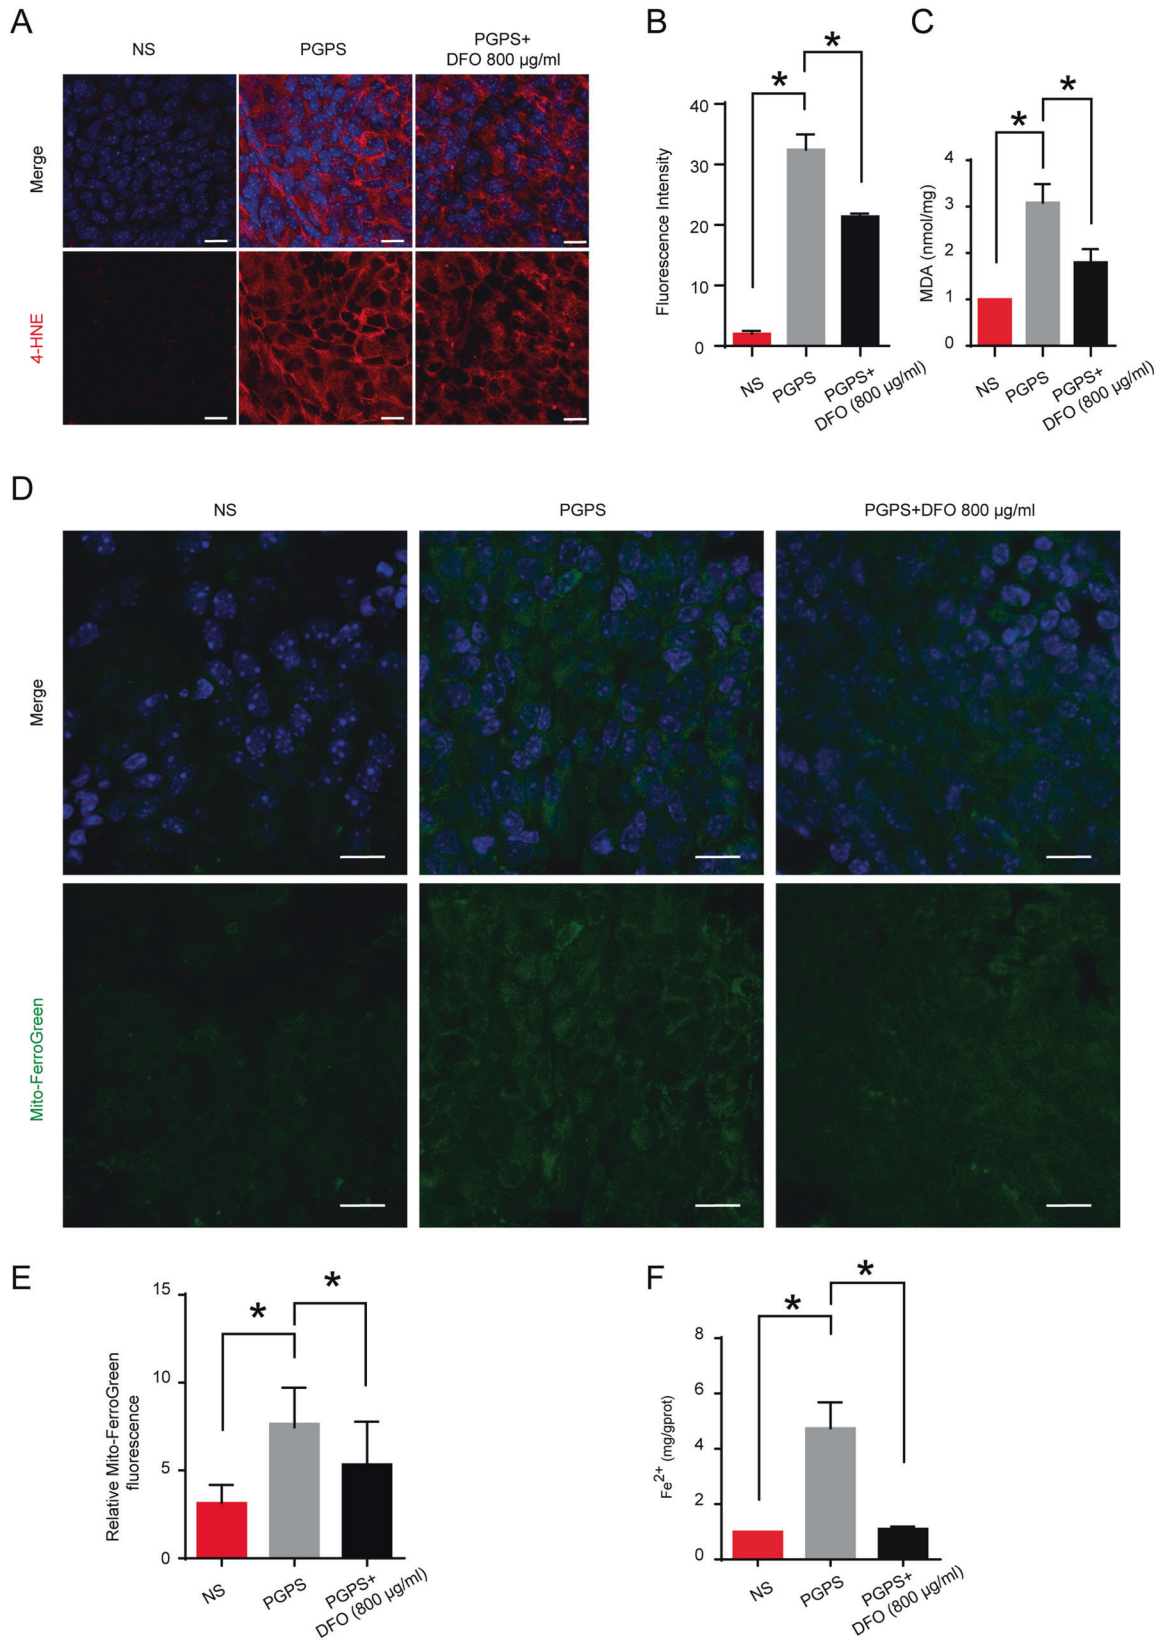 A
NS
PGPS
PGPS+
DFO 800 µg/ml
Merge
4-HNE
B
*
*
Fluorescence Intensity
40
30
20
10
0
NS
PGPS
PGPS+
DFO (800 µg/ml)
C
*
*
MDA (nmol/mg)
4
3
2
1
0
NS
PGPS
PGPS+
DFO (800 µg/ml)
D
NS
PGPS
PGPS+DFO 800 µg/ml
Merge
Mito-FerroGreen
E
*
*
Relative Mito-FerroGreen
fluorescence
15
10
5
0
NS
PGPS
PGPS+
DFO (800 µg/ml)
F
*
*
Fe2+ (mg/gprot)
8
6
4
2
0
NS
PGPS
PGPS+
DFO (800 µg/ml)